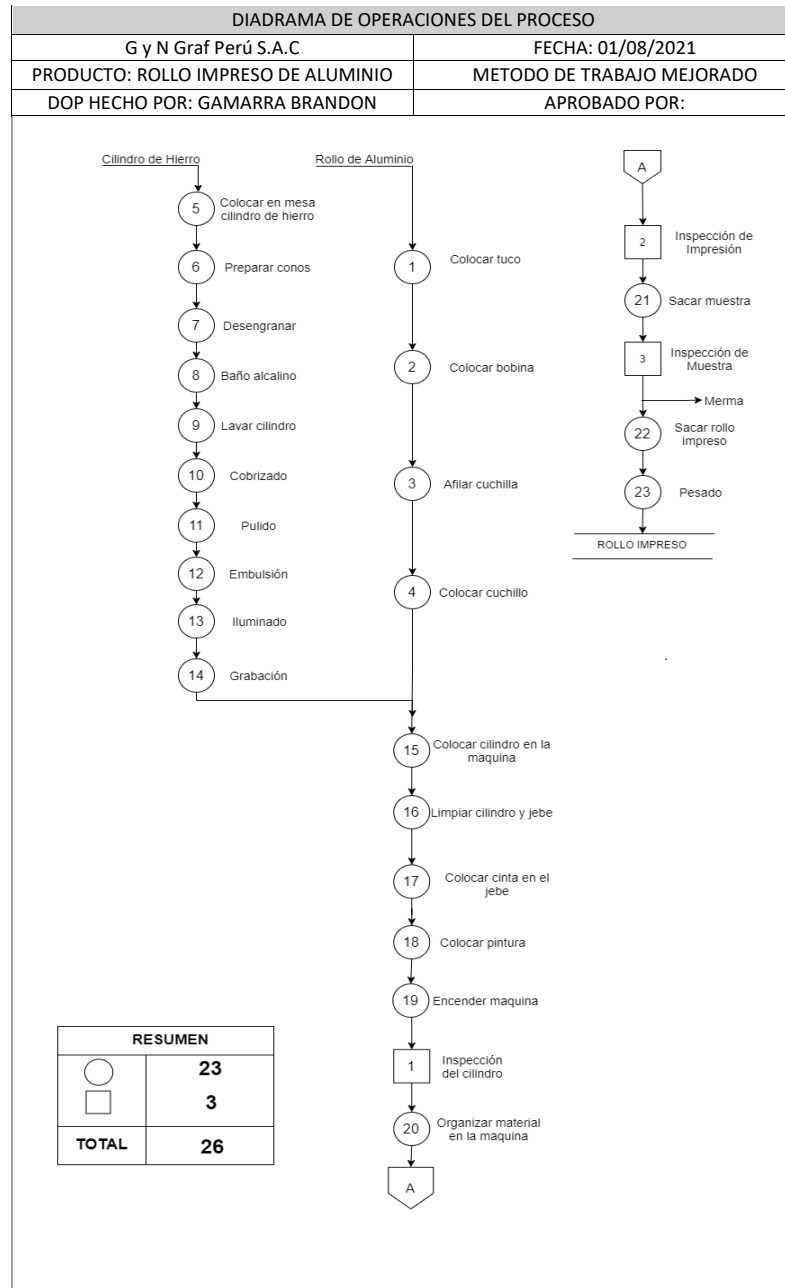 DIADRAMA DE OPERACIONES DEL PROCESO
G y N Graf Perú S.A.C
FECHA: 01/08/2021
PRODUCTO: ROLLO IMPRESO DE ALUMINIO
METODO DE TRABAJO MEJORADO
DOP HECHO POR: GAMARRA BRANDON
APROBADO POR:
Cilindro de Hierro
5
Colocar en mesa
cilindro de hierro
6
Preparar conos
7
Desengranar
8
Baño alcalino
9
Lavar cilindro
10
Cobrizado
11
Pulido
12
Embulsión
13
Iluminado
14
Grabación
Rollo de Aluminio
1
Colocar tuco
2
Colocar bobina
3
Afilar cuchilla
4
Colocar cuchillo
15
Colocar cilindro en la
maquina
16
Limpiar cilindro y jebe
17
Colocar cinta en el
jebe
18
Colocar pintura
19
Encender maquina
1
Inspección
del cilindro
20
Organizar material
en la maquina
A
A
2
Inspección de
Impresión
21
Sacar muestra
3
Inspección de
Muestra
Merma
22
Sacar rollo
impreso
23
Pesado
ROLLO IMPRESO
RESUMEN
23
3
TOTAL
26